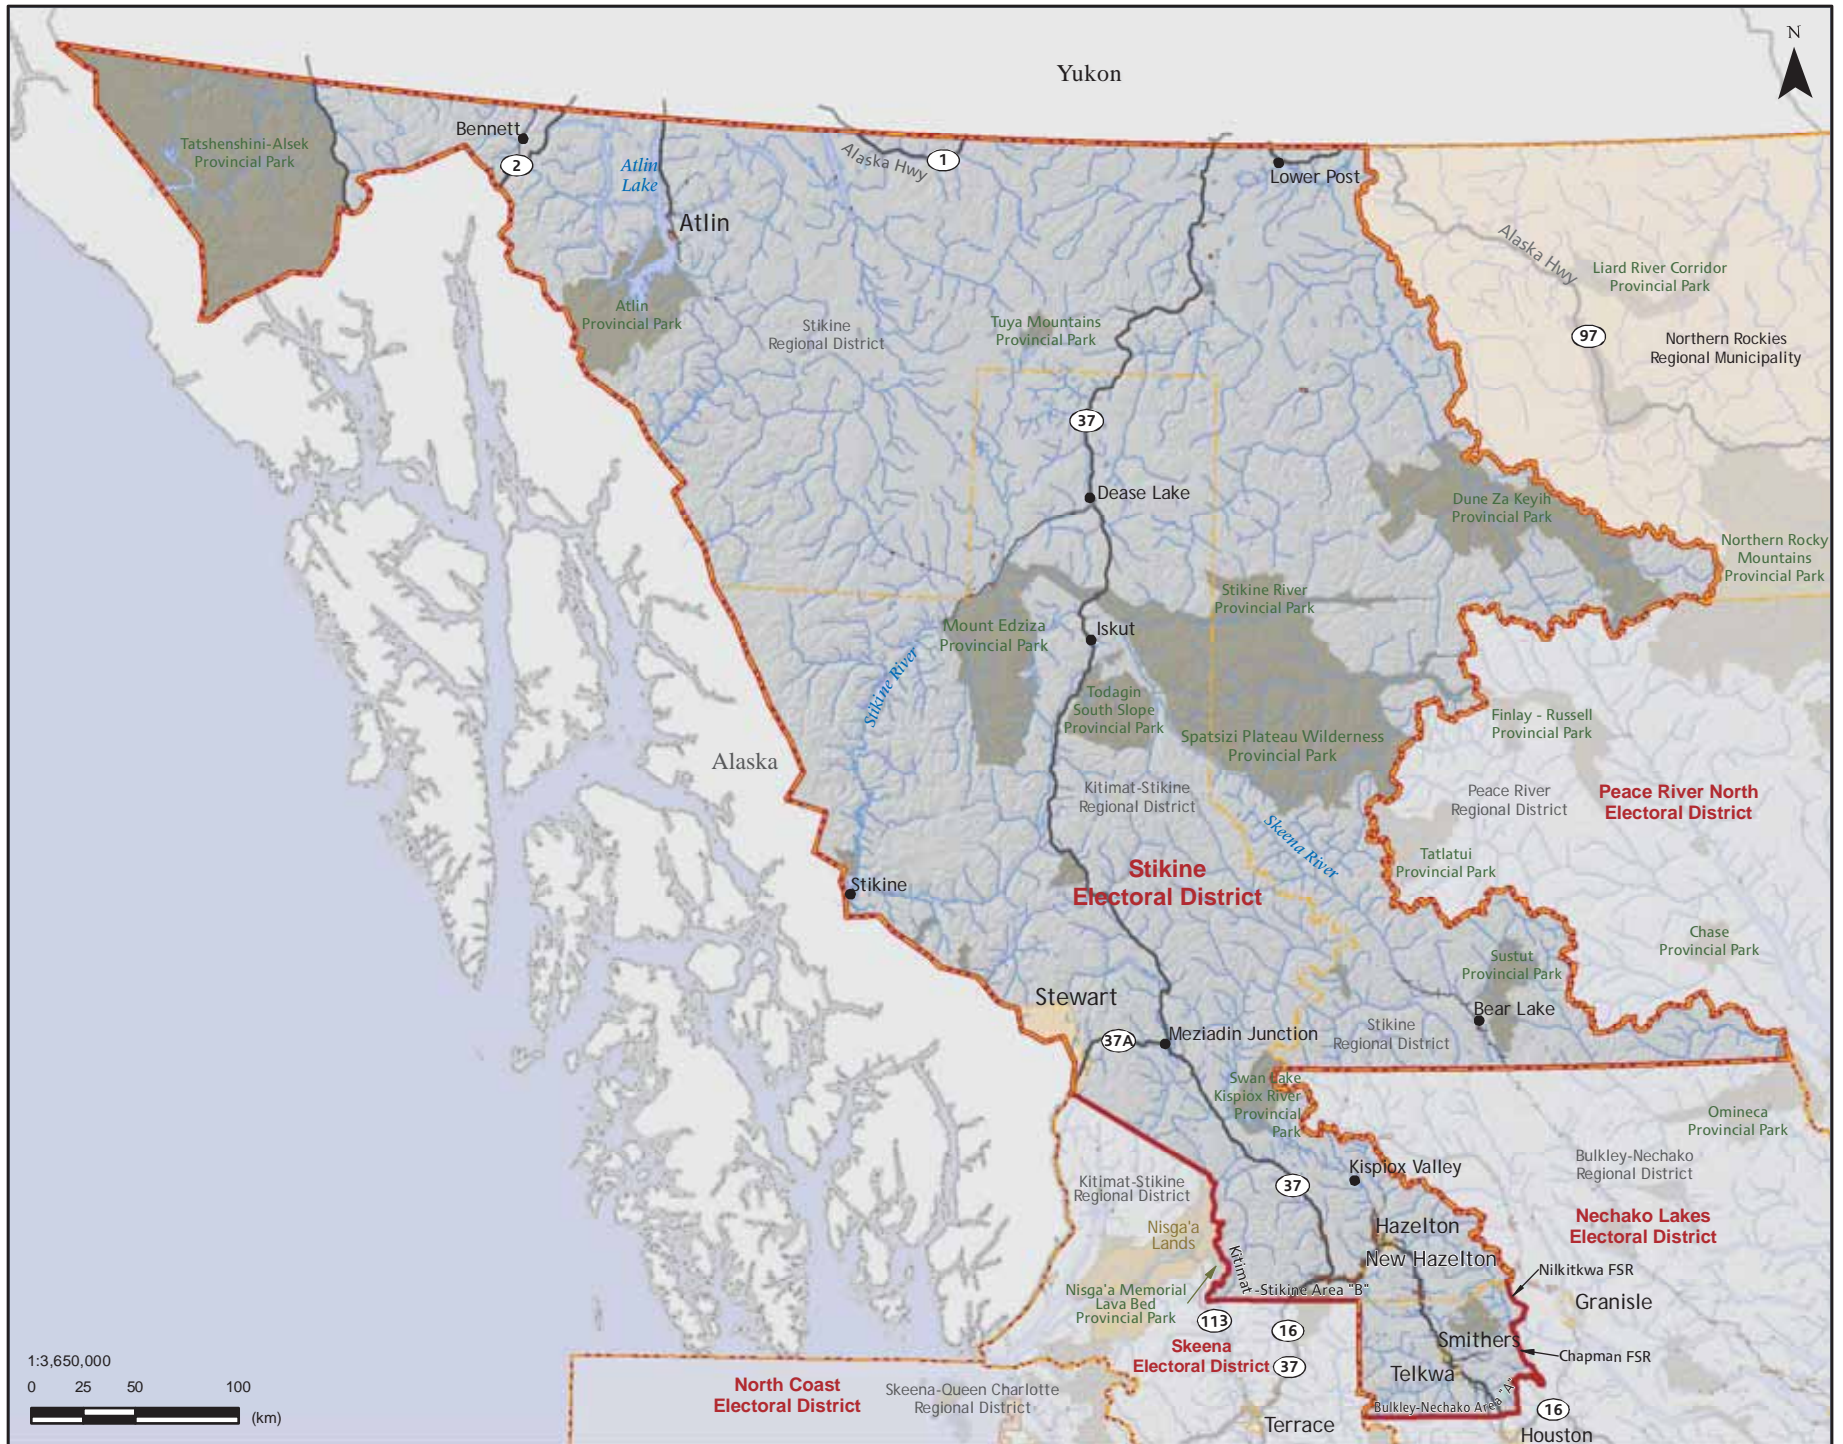 N
Yukon
Tatshenshini-Alsek
Provincial Park
Bennett
2
Atlin
Lake
Atlin
Alaska Hwy
1
Lower Post
Alaska Hwy
Liard River Corridor
Provincial Park
97
Northern Rockies
Regional Municipality
Atlin
Provincial Park
Stikine
Regional District
Tuya Mountains
Provincial Park
37
Dease Lake
Dune Za Keyih
Provincial Park
Northern Rocky
Mountains
Provincial Park
Stikine River
Provincial Park
Mount Edziza
Provincial Park
Iskut
Stikine River
Todagin
South Slope
Provincial Park
Spatsizi Plateau Wilderness
Provincial Park
Finlay - Russell
Provincial Park
Alaska
Kitimat-Stikine
Regional District
Peace River
Regional District
Peace River North
Electoral District
Skeena River
Tatlatui
Provincial Park
Stikine
Electoral District
Stikine
Chase
Provincial Park
Sustut
Provincial Park
Stewart
Bear Lake
37A
Meziadin Junction
Stikine
Regional District
Swan Lake
Kispiox River
Provincial
Park
Omineca
Provincial Park
Bulkley-Nechako
Regional District
Kispiox Valley
Kitimat-Stikine
Regional District
37
Nisga'a
Lands
Hazelton
Nechako Lakes
Electoral District
New Hazelton
Nilkitkwa FSR
Kitimat -Stikine Area "B"
Nisga'a Memorial
Lava Bed
Provincial Park
Granisle
113
16
Smithers
Skeena
Electoral District
37
Chapman FSR
Telkwa
1:3,650,000
0 25 50 100
(km)
North Coast
Electoral District
Skeena-Queen Charlotte
Regional District
Bulkley-Nechako Area "A"
16
Terrace
Houston